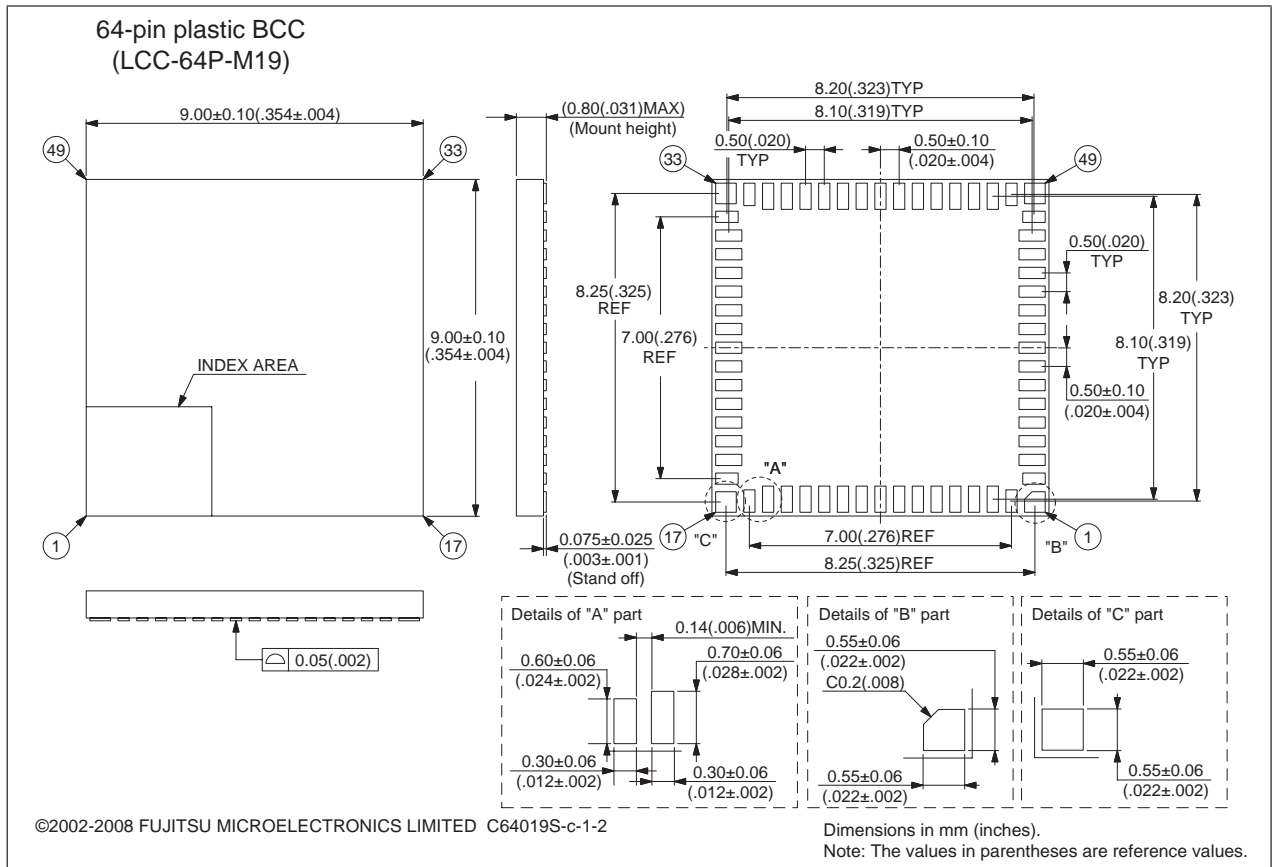 64-pin plastic BCC
(LCC-64P-M19)
9.00±0.10(.354±.004)
49
33
9.00±0.10
(.354±.004)
INDEX AREA
1
17
(0.80(.031)MAX)
(Mount height)
0.075±0.025
(.003±.001)
(Stand off)
0.05(.002)
8.20(.323)TYP
8.10(.319)TYP
0.50(.020)
TYP
0.50±0.10
(.020±.004)
33
49
8.25(.325)
REF
7.00(.276)
REF
0.50(.020)
TYP
8.20(.323)
TYP
8.10(.319)
TYP
0.50±0.10
(.020±.004)
"A"
17
"C"
7.00(.276)REF
"B"
1
8.25(.325)REF
Details of "A" part
0.14(.006)MIN.
0.60±0.06
(.024±.002)
0.70±0.06
(.028±.002)
0.30±0.06
(.012±.002)
0.30±0.06
(.012±.002)
Details of "B" part
0.55±0.06
(.022±.002)
C0.2(.008)
0.55±0.06
(.022±.002)
Details of "C" part
0.55±0.06
(.022±.002)
0.55±0.06
(.022±.002)
©2002-2008 FUJITSU MICROELECTRONICS LIMITED C64019S-c-1-2
Dimensions in mm (inches).
Note: The values in parentheses are reference values.